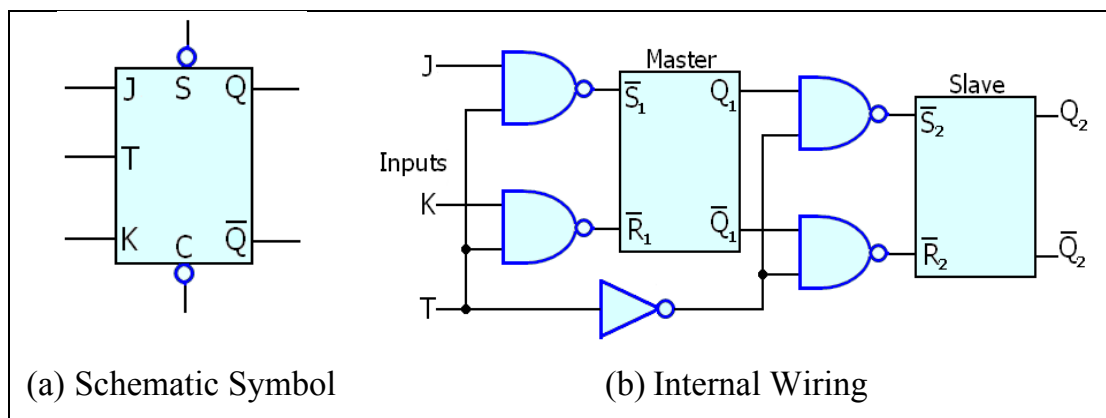 J S Q
T
K C Q̅
(a) Schematic Symbol
J
Inputs
K
T
Master
S̅₁ Q₁
R̅₁ Q̅₁
Slave
S̅₂ Q₂
R̅₂ Q̅₂
(b) Internal Wiring